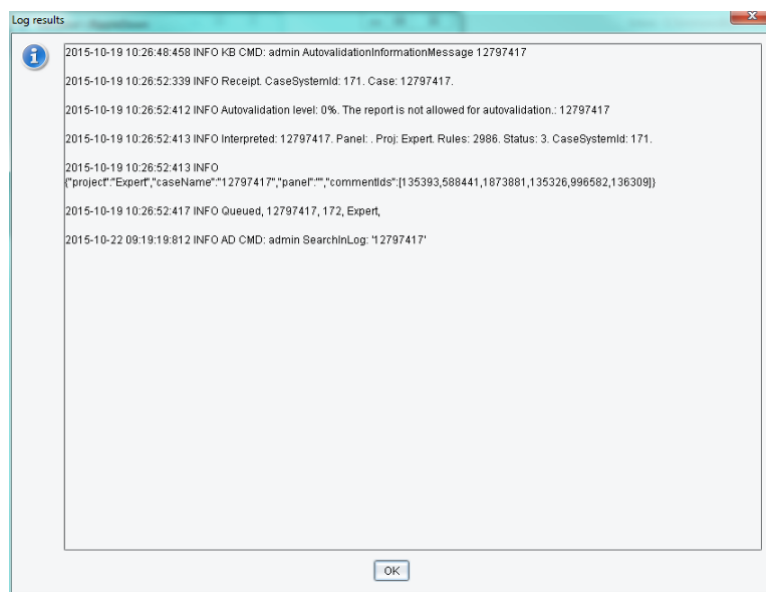 Log results
2015-10-19 10:26:48:458 INFO KB CMD: admin AutovalidationInformationMessage 12797417
2015-10-19 10:26:52:339 INFO Receipt. CaseSystemId: 171. Case: 12797417.
2015-10-19 10:26:52:412 INFO Autovalidation level: 0%. The report is not allowed for autovalidation.: 12797417
2015-10-19 10:26:52:413 INFO Interpreted: 12797417. Panel: . Proj: Expert. Rules: 2986. Status: 3. CaseSystemId: 171.
2015-10-19 10:26:52:413 INFO
{"project":"Expert","caseName":"12797417","panel":"","commentIds":[135393,588441,1873881,135326,996582,136309]}
2015-10-19 10:26:52:417 INFO Queued, 12797417, 172, Expert,
2015-10-22 09:19:19:812 INFO AD CMD: admin SearchInLog: '12797417'
OK